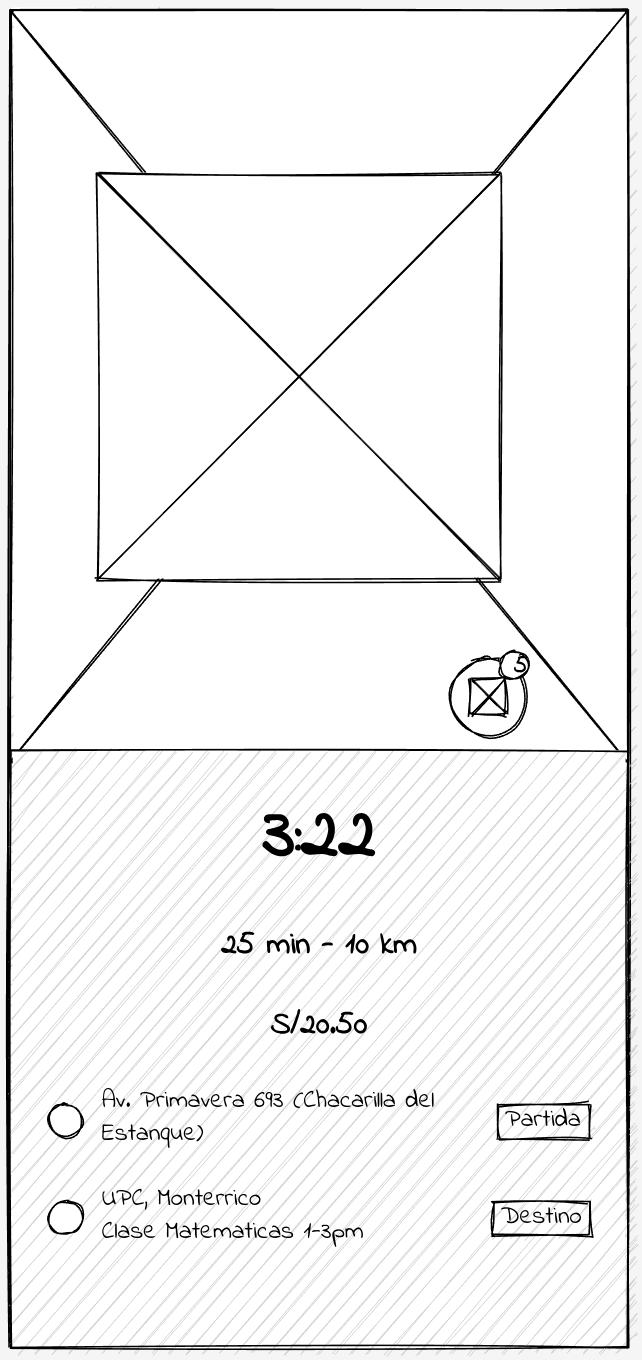 5
3:22
25 min - 10 km
S/20.50
Av. Primavera 693 (Chacarilla del
Estanque)
Partida
UPC, Monterrico
Clase Matematicas 1-3pm
Destino